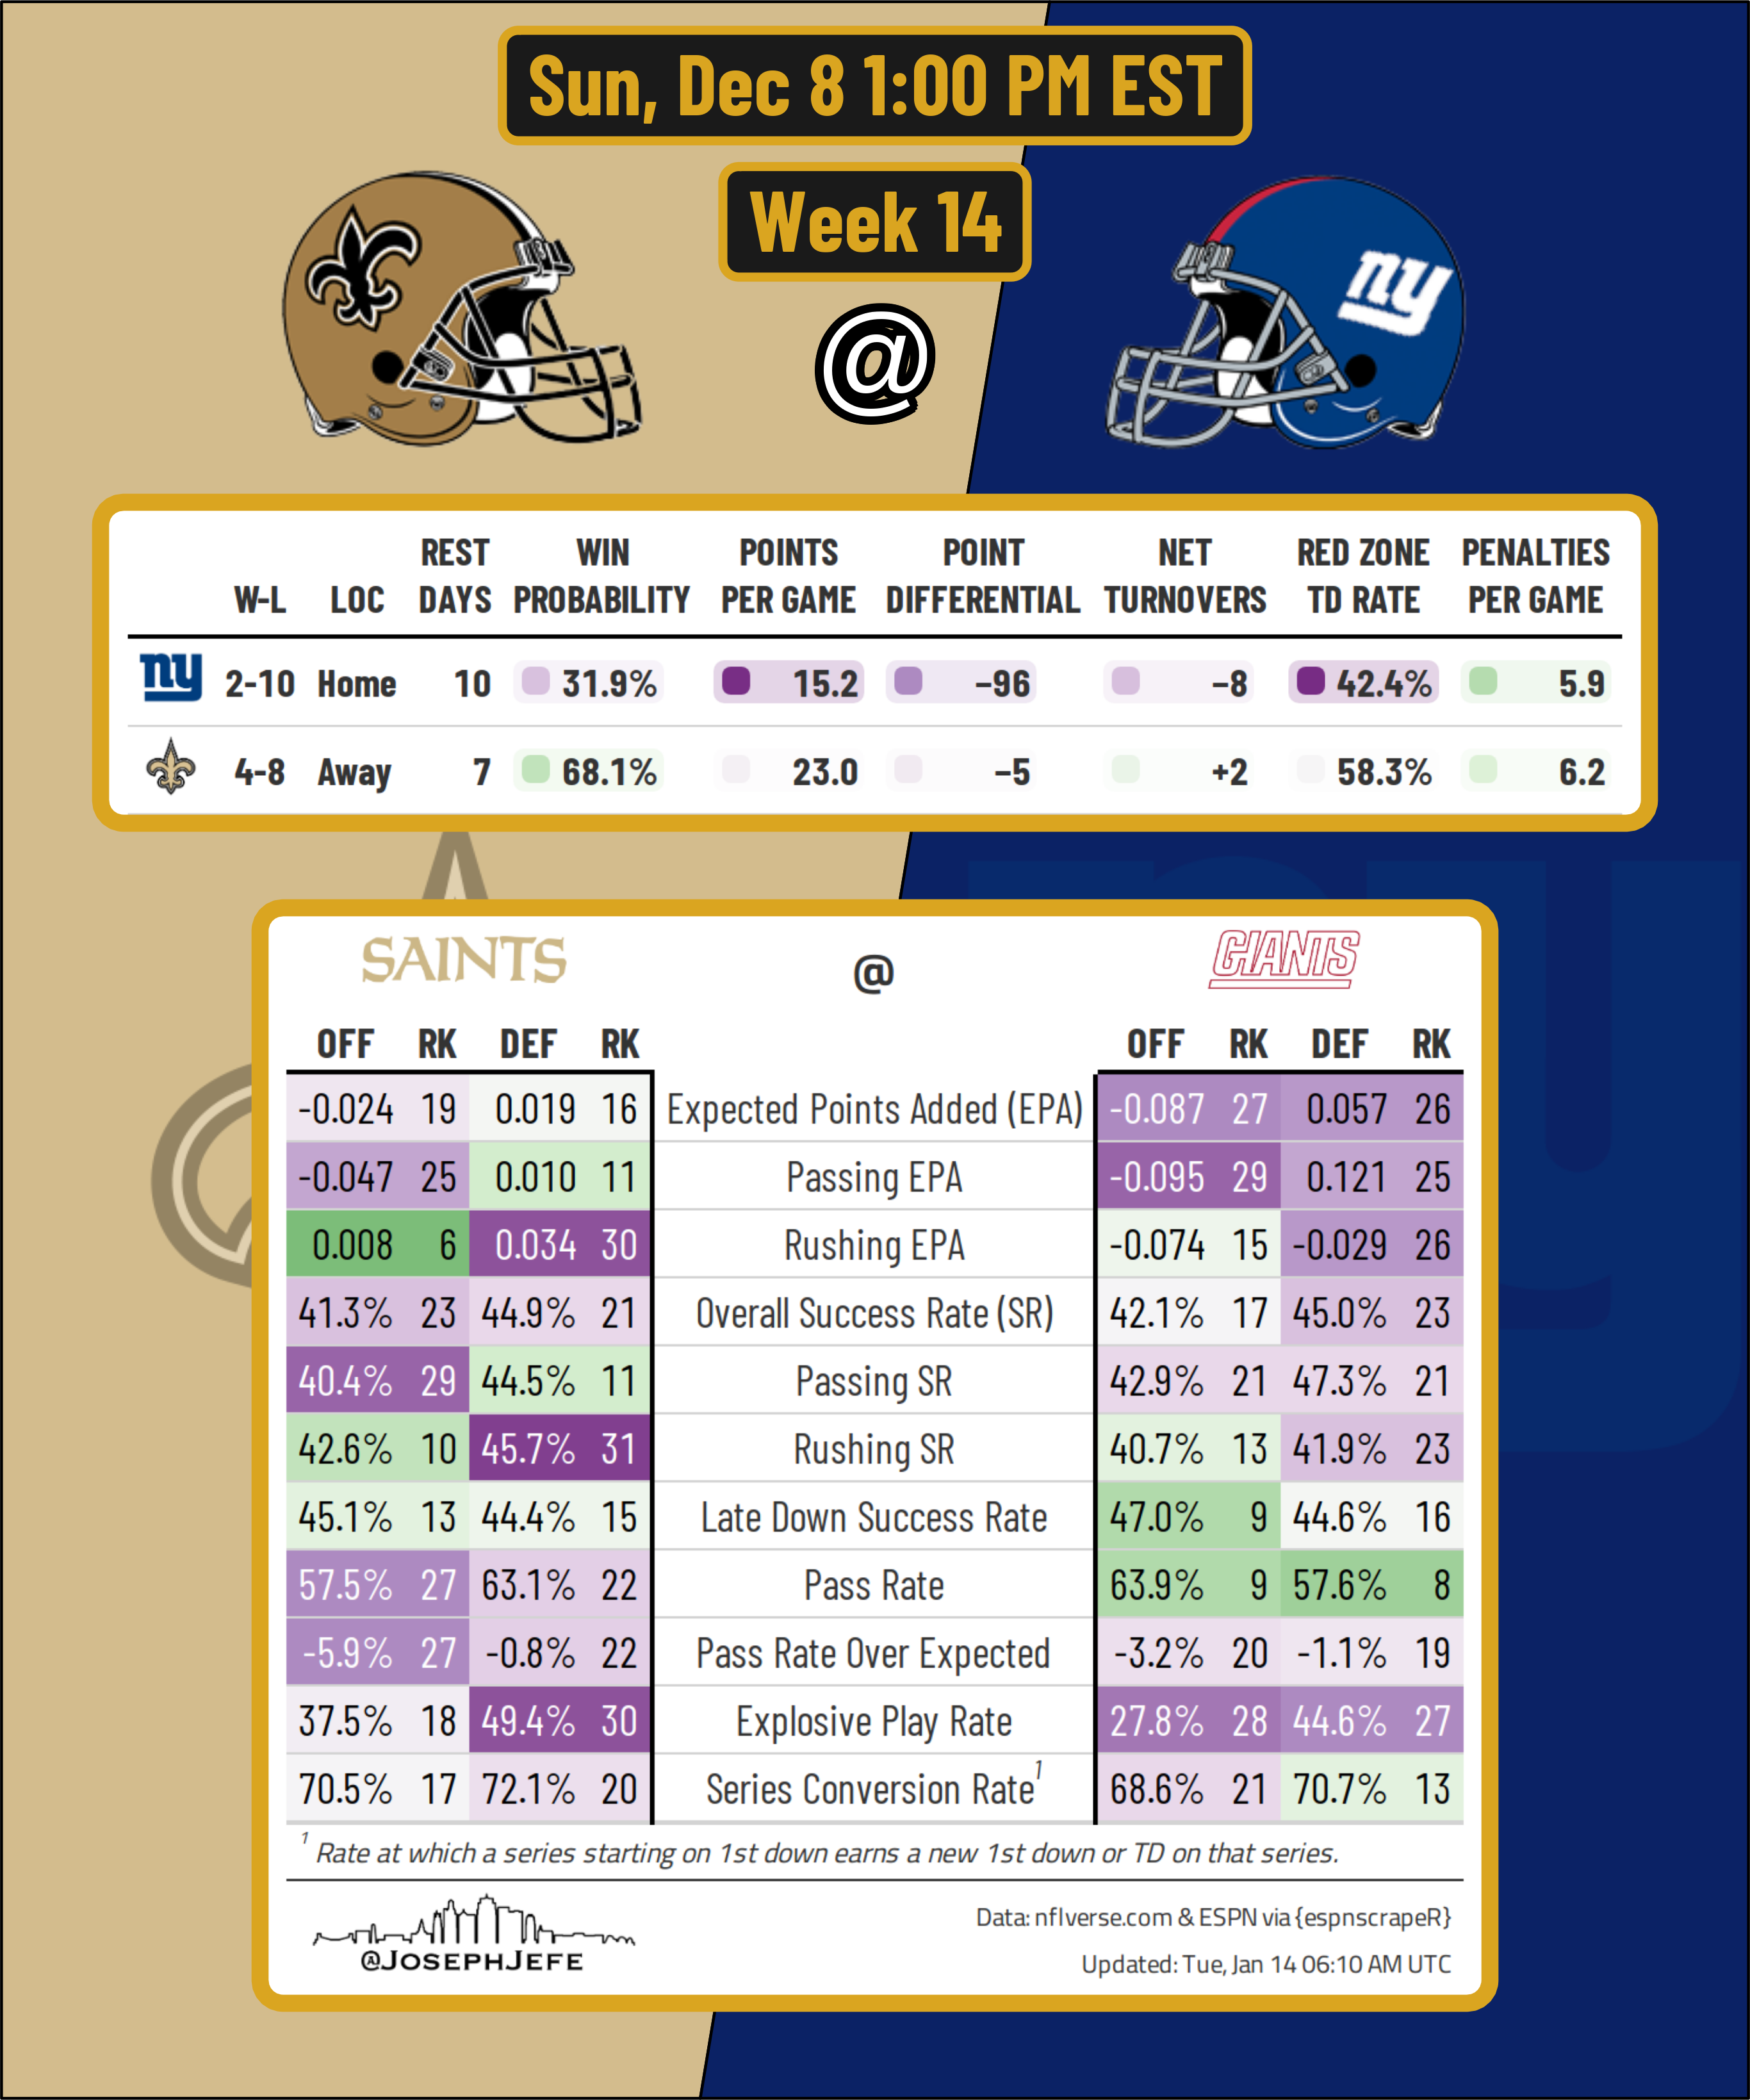 Sun, Dec 8 1:00 PM EST
Week 14
@
ny
REST WIN POINTS POINT NET RED ZONE PENALTIES
W-L LOC DAYS PROBABILITY PER GAME DIFFERENTIAL TURNOVERS TD RATE PER GAME
ny 2-10 Home 10 31.9% 15.2 −96 −8 42.4% 5.9
4-8 Away 7 68.1% 23.0 −5 +2 58.3% 6.2
SAINTS @ GIANTS
OFF RK DEF RK OFF RK DEF RK
-0.024 19 0.019 16 Expected Points Added (EPA) -0.087 27 0.057 26
-0.047 25 0.010 11 Passing EPA -0.095 29 0.121 25
0.008 6 0.034 30 Rushing EPA -0.074 15 -0.029 26
41.3% 23 44.9% 21 Overall Success Rate (SR) 42.1% 17 45.0% 23
40.4% 29 44.5% 11 Passing SR 42.9% 21 47.3% 21
42.6% 10 45.7% 31 Rushing SR 40.7% 13 41.9% 23
45.1% 13 44.4% 15 Late Down Success Rate 47.0% 9 44.6% 16
57.5% 27 63.1% 22 Pass Rate 63.9% 9 57.6% 8
-5.9% 27 -0.8% 22 Pass Rate Over Expected -3.2% 20 -1.1% 19
37.5% 18 49.4% 30 Explosive Play Rate 27.8% 28 44.6% 27
70.5% 17 72.1% 20 Series Conversion Rate¹ 68.6% 21 70.7% 13
¹ Rate at which a series starting on 1st down earns a new 1st down or TD on that series.
Data: nflverse.com & ESPN via {espnscrapeR}
@JOSEPHJEFE
Updated: Tue, Jan 14 06:10 AM UTC